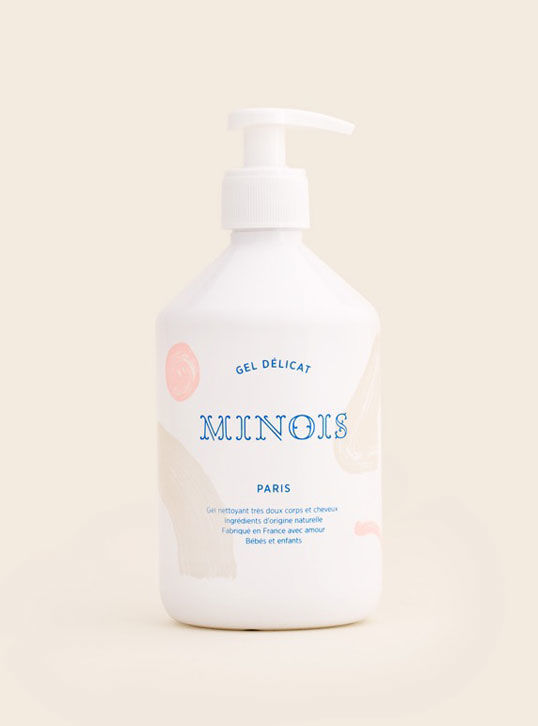 GEL DÉLICAT
MINOIS
PARIS
Gel nettoyant très doux corps et cheveux
Ingrédients d'origine naturelle
Fabriqué en France avec amour
Bébés et enfants